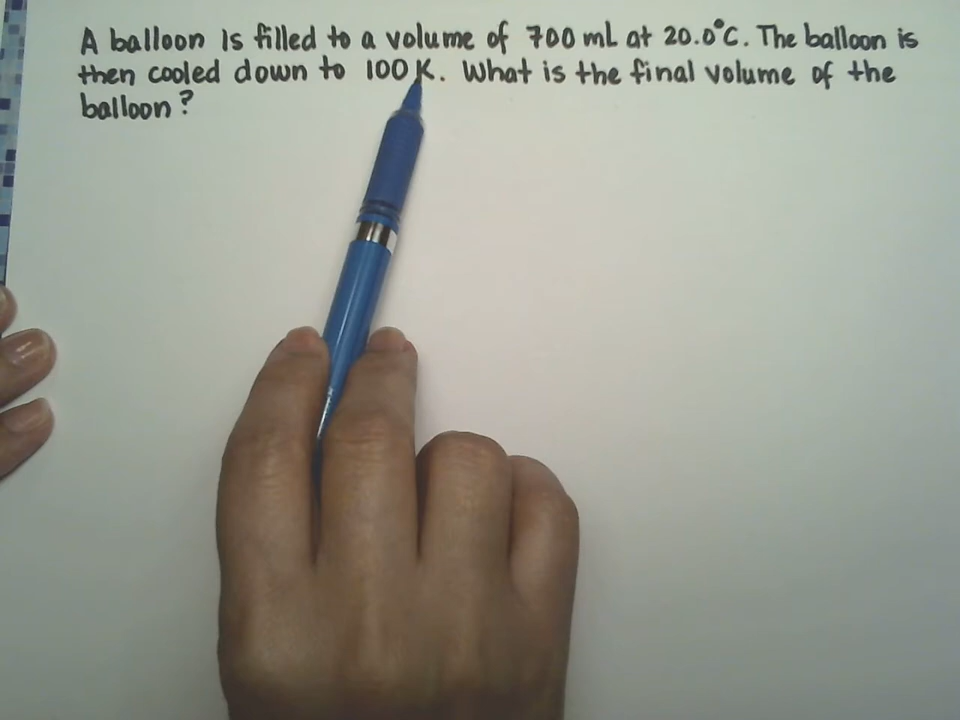 A balloon is filled to a volume of 700 mL at 20.0°C. The balloon is
then cooled down to 100 K. What is the final volume of the
balloon?